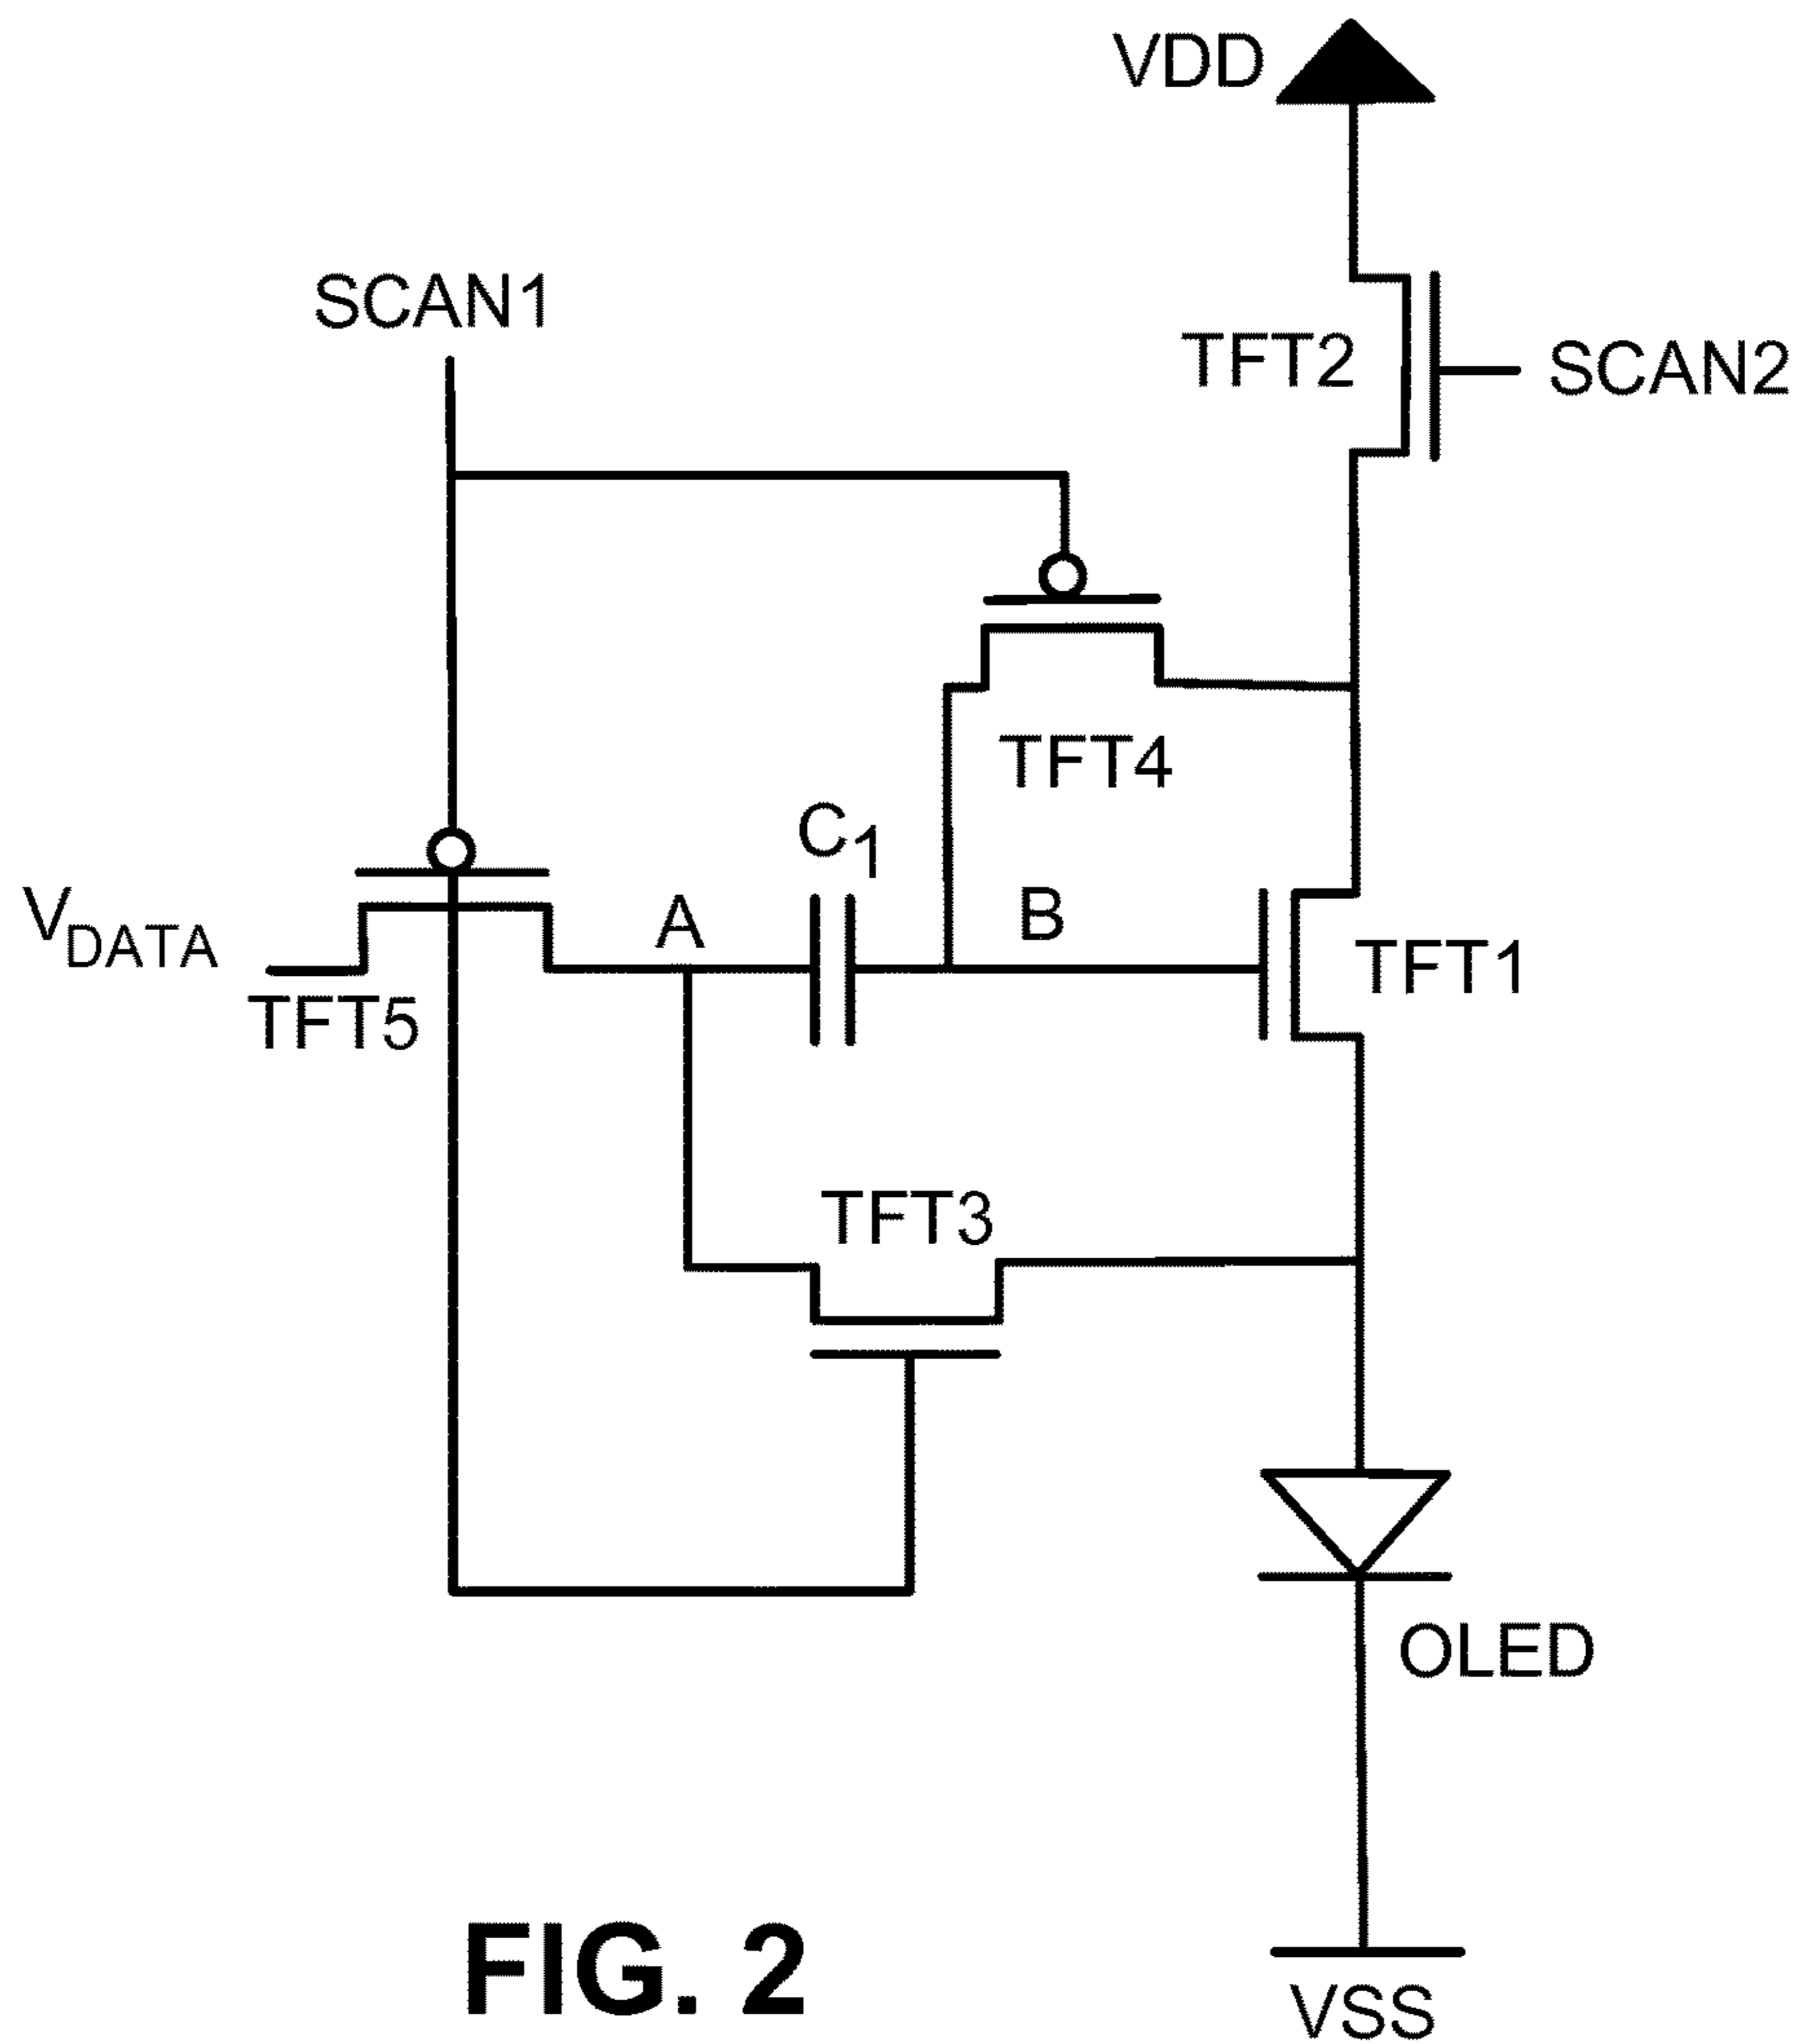 VDD
SCAN1
TFT2
SCAN2
TFT4
C1
VDATA
A
B
TFT1
TFT5
TFT3
OLED
FIG. 2
VSS